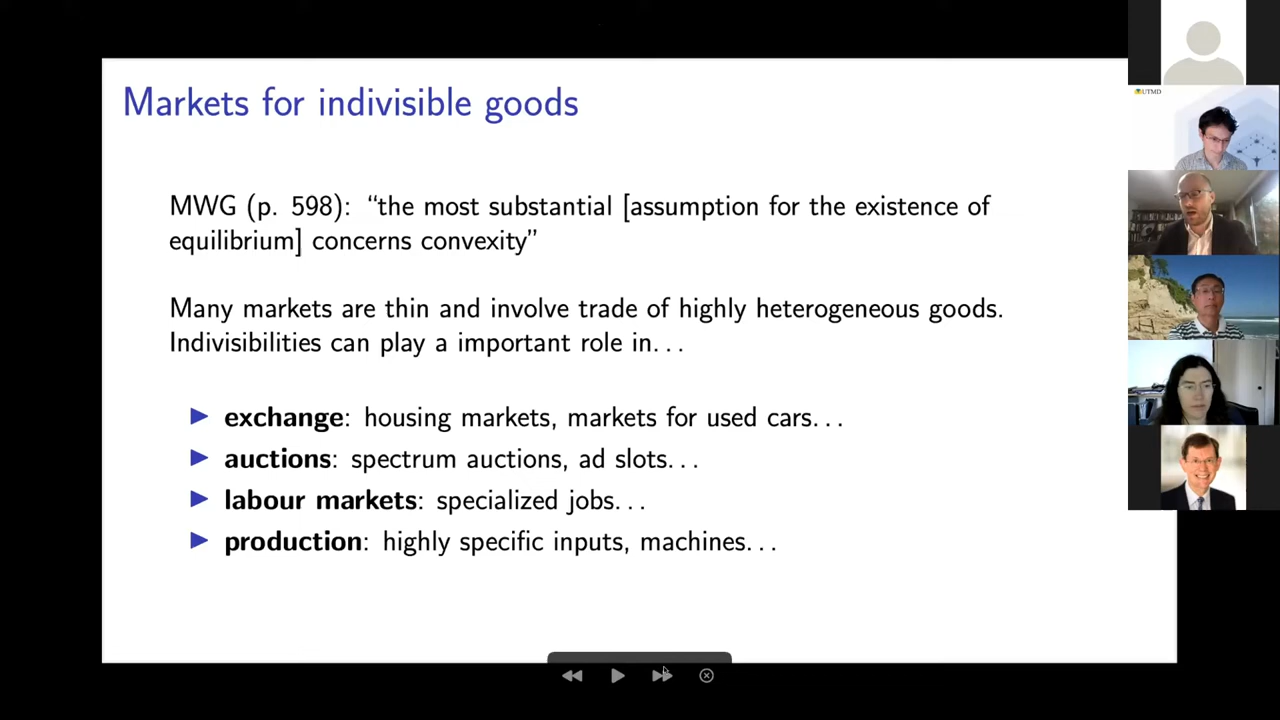 Markets for indivisible goods
MWG (p. 598): “the most substantial [assumption for the existence of
equilibrium] concerns convexity”
Many markets are thin and involve trade of highly heterogeneous goods.
Indivisibilities can play a important role in...
exchange: housing markets, markets for used cars...
auctions: spectrum auctions, ad slots...
labour markets: specialized jobs...
production: highly specific inputs, machines...
UTMD